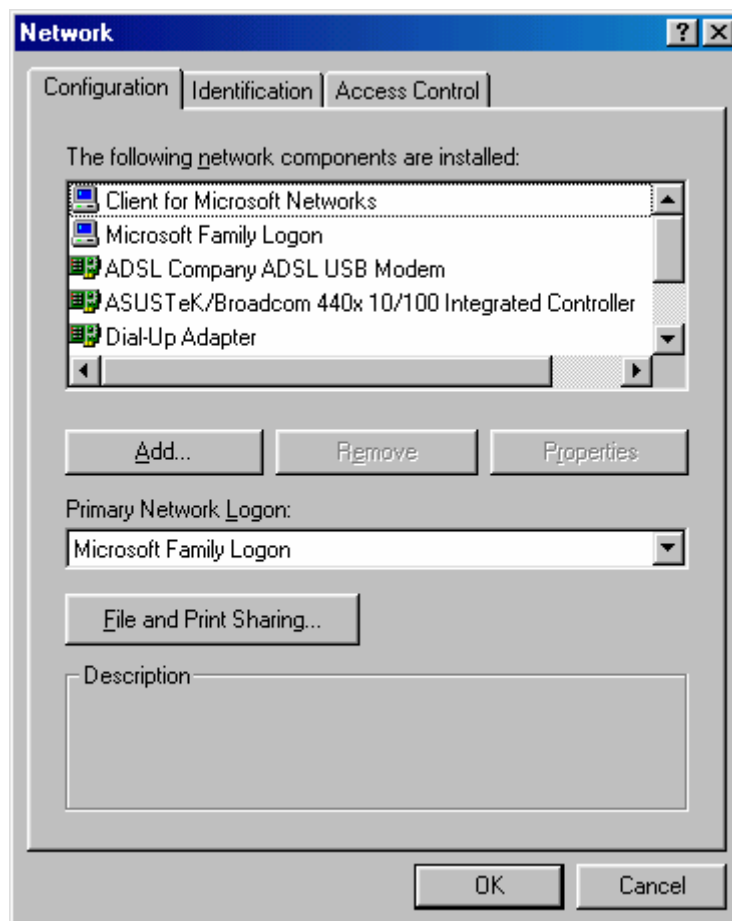 Network
Configuration Identification Access Control
The following network components are installed:
Client for Microsoft Networks
Microsoft Family Logon
ADSL Company ADSL USB Modem
ASUSTeK/Broadcom 440x 10/100 Integrated Controller
Dial-Up Adapter
Add... Remove Properties
Primary Network Logon:
Microsoft Family Logon
File and Print Sharing...
Description
OK Cancel